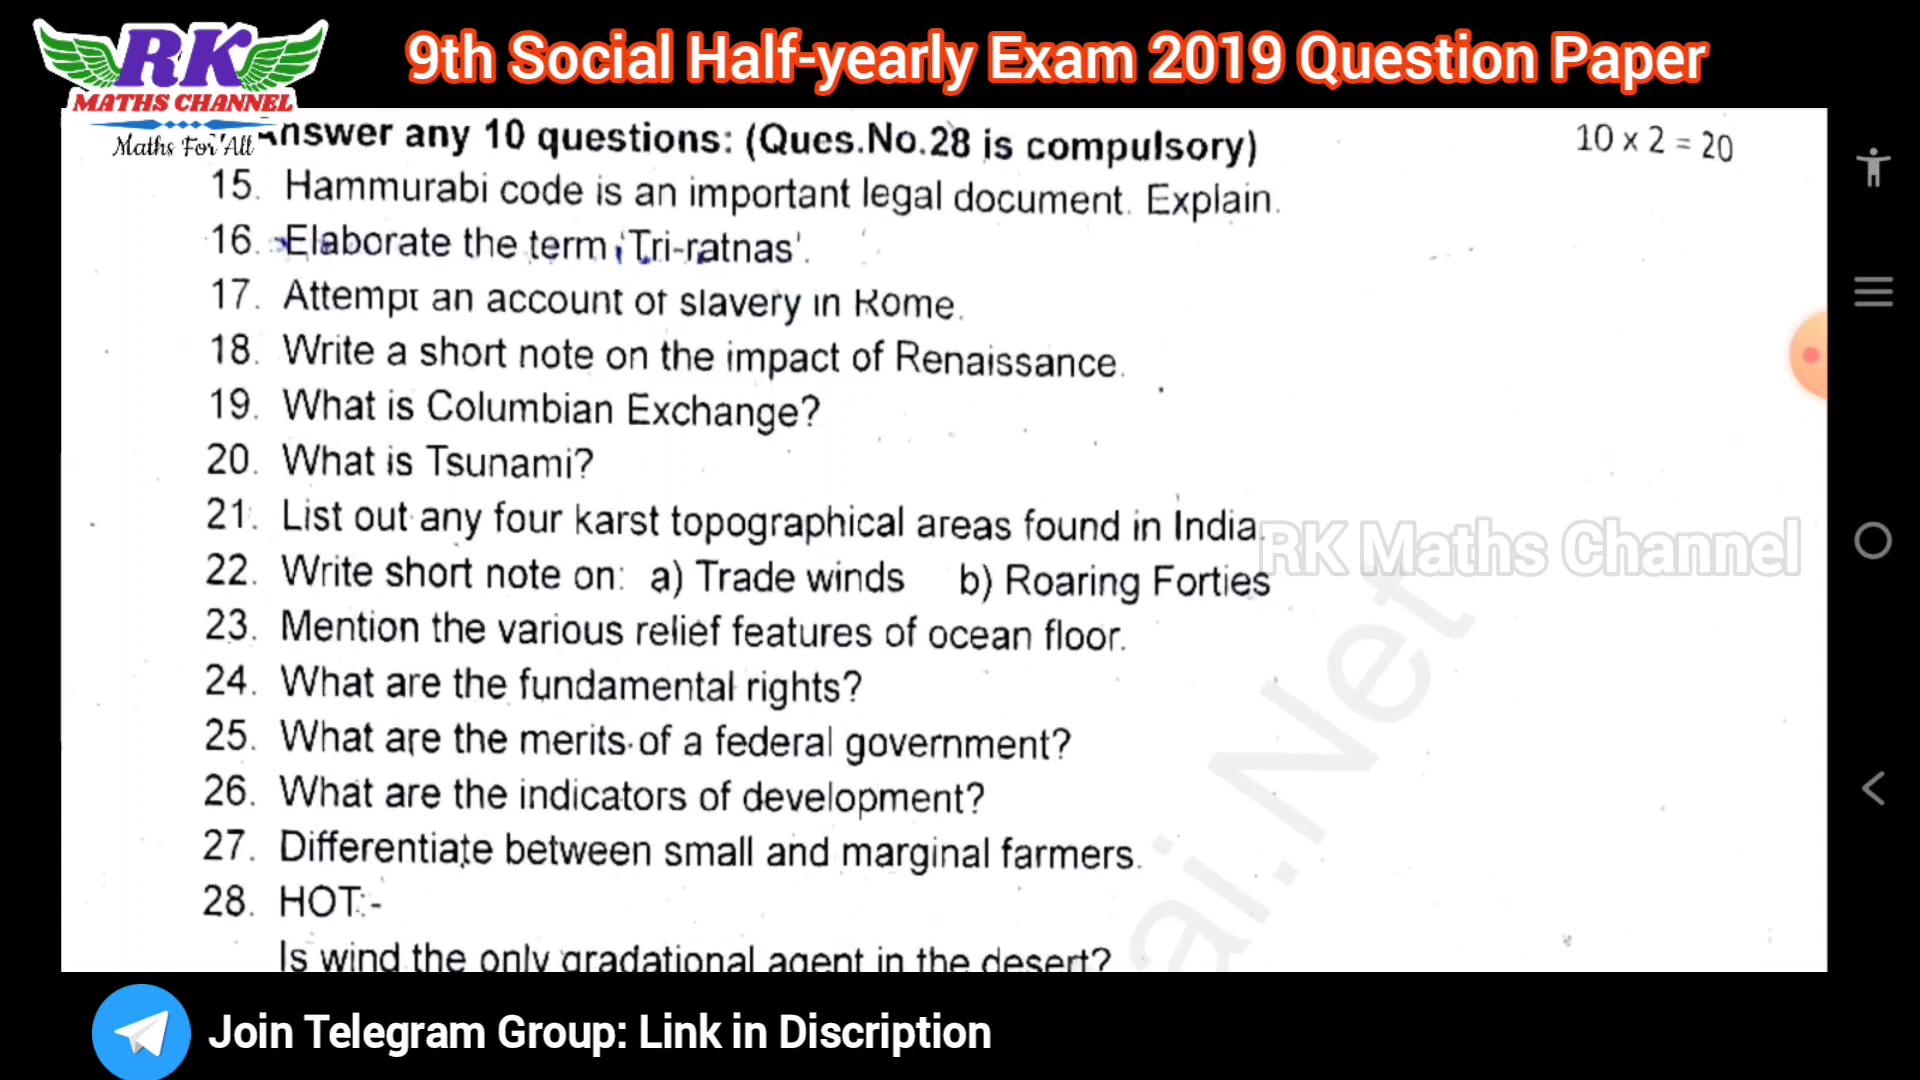 RK
MATHS CHANNEL
Maths For All
9th Social Half-yearly Exam 2019 Question Paper
Answer any 10 questions: (Ques.No.28 is compulsory) 10 x 2 = 20
15. Hammurabi code is an important legal document. Explain.
16. Elaborate the term 'Tri-ratnas'.
17. Attempt an account of slavery in Rome.
18. Write a short note on the impact of Renaissance.
19. What is Columbian Exchange?
20. What is Tsunami?
21. List out any four karst topographical areas found in India.
RK Maths Channel
22. Write short note on: a) Trade winds b) Roaring Forties
23. Mention the various relief features of ocean floor.
24. What are the fundamental rights?
25. What are the merits of a federal government?
26. What are the indicators of development?
27. Differentiate between small and marginal farmers.
28. HOT:-
Is wind the only gradational agent in the desert?
ai.Net
Join Telegram Group: Link in Discription